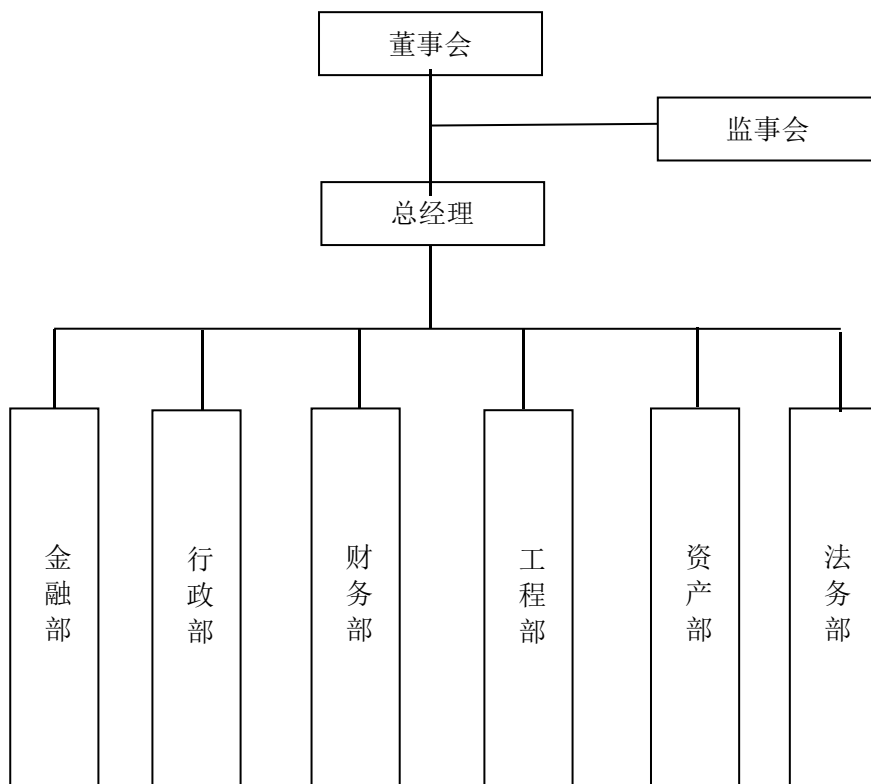 董事会
监事会
总经理
金融部
行政部
财务部
工程部
资产部
法务部